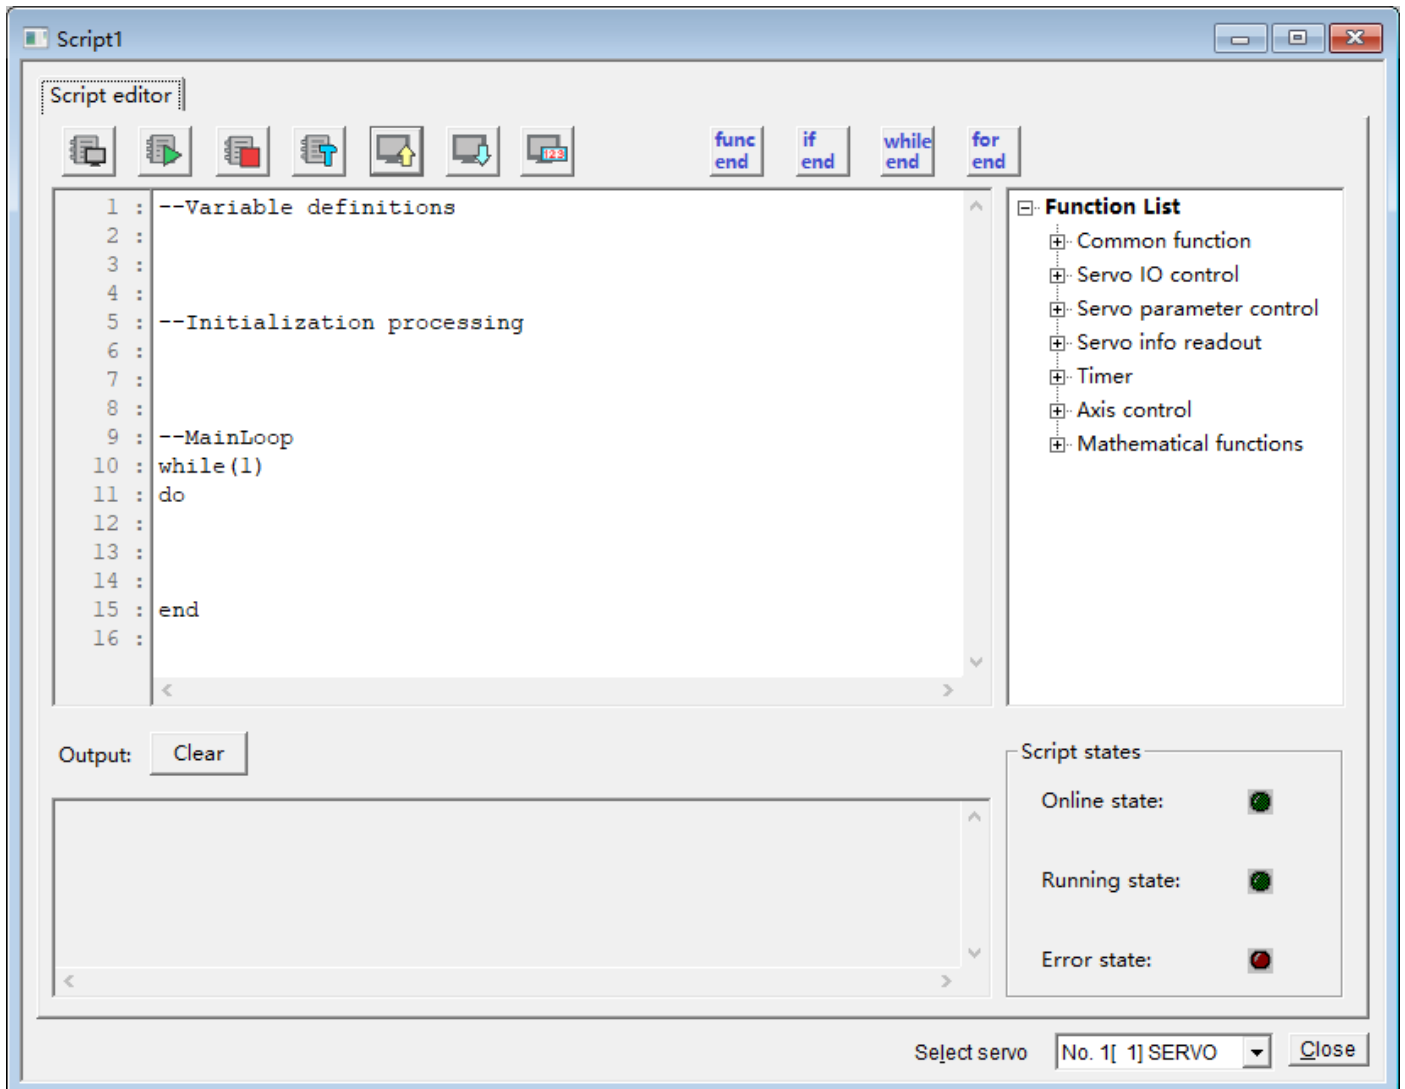 Script1
Script editor
123
func end
if end
while end
for end
1 : --Variable definitions
2 :
3 :
4 :
5 : --Initialization processing
6 :
7 :
8 :
9 : --MainLoop
10 : while(1)
11 : do
12 :
13 :
14 :
15 : end
16 :
Function List
Common function
Servo IO control
Servo parameter control
Servo info readout
Timer
Axis control
Mathematical functions
Output: Clear
Script states
Online state:
Running state:
Error state:
Select servo No. 1[ 1] SERVO Close